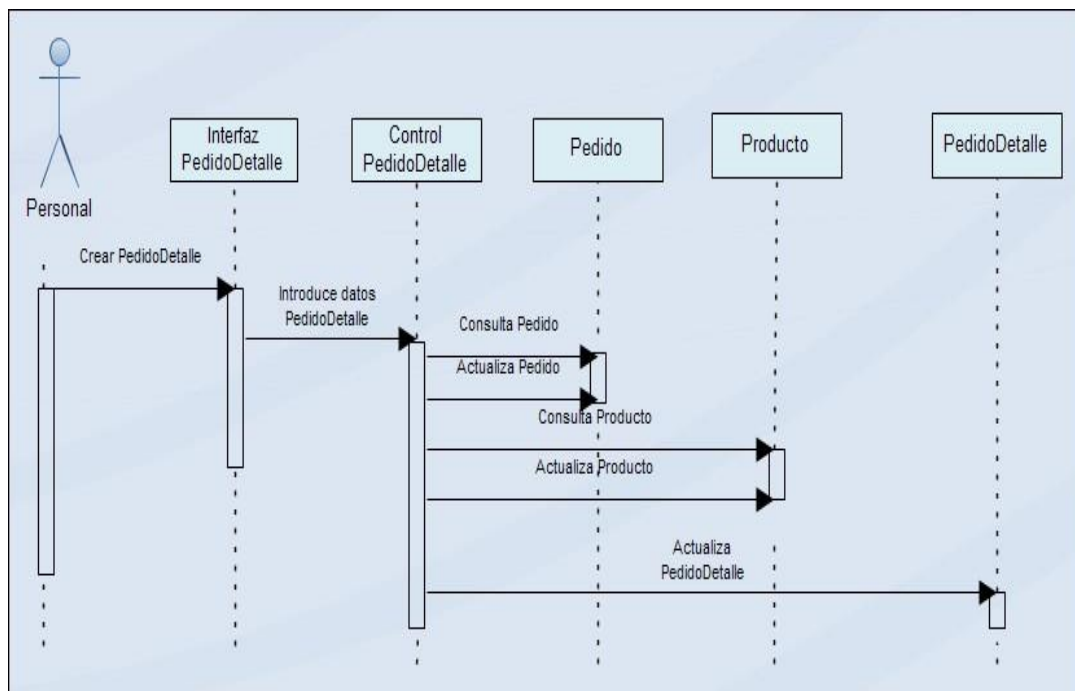 Interfaz
PedidoDetalle
Control
PedidoDetalle
Pedido
Producto
PedidoDetalle
Personal
Crear PedidoDetalle
Introduce datos
PedidoDetalle
Consulta Pedido
Actualiza Pedido
Consulta Producto
Actualiza Producto
Actualiza
PedidoDetalle